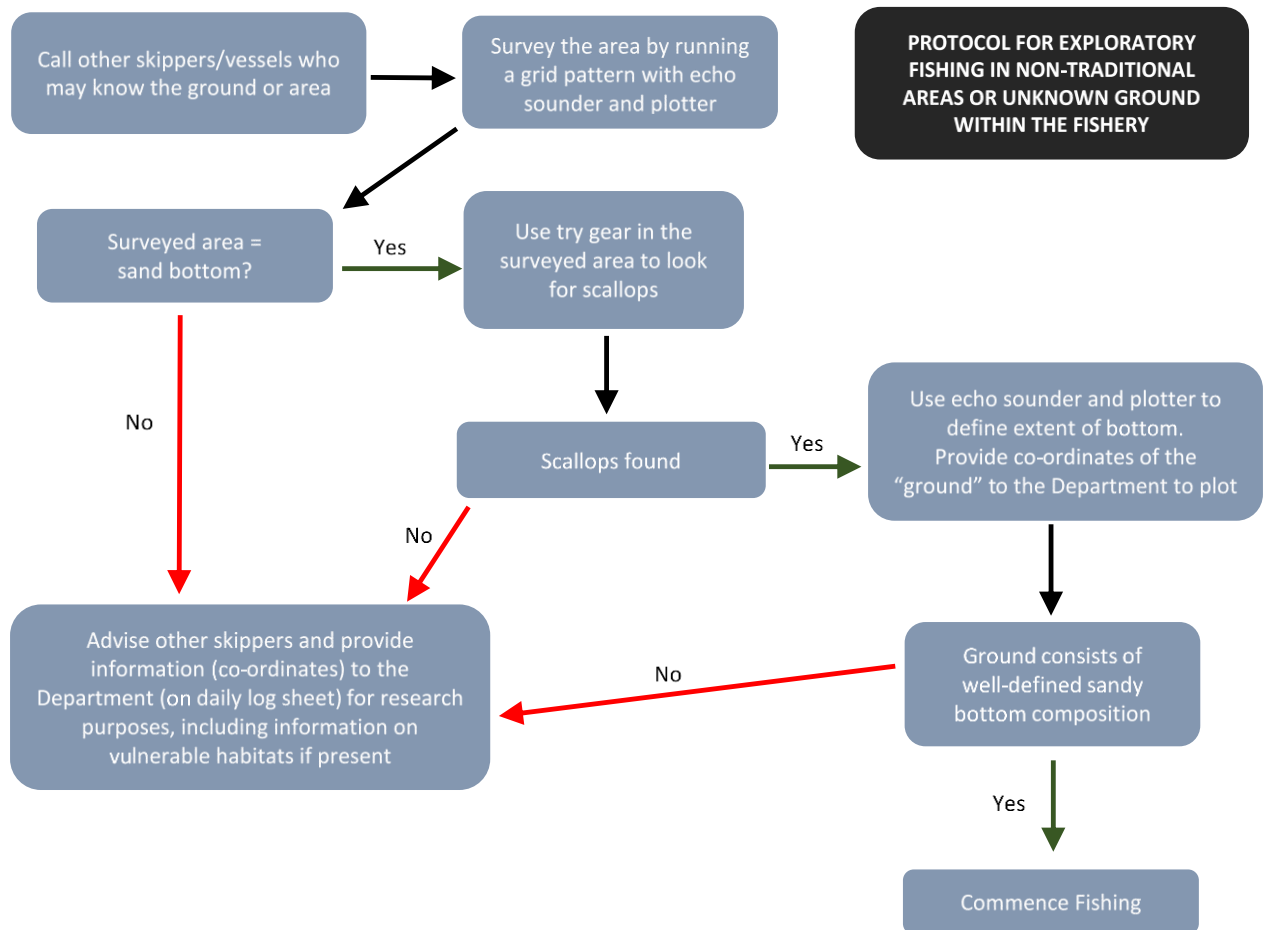 Call other skippers/vessels who
may know the ground or area
Survey the area by running
a grid pattern with echo
sounder and plotter
PROTOCOL FOR EXPLORATORY
FISHING IN NON-TRADITIONAL
AREAS OR UNKNOWN GROUND
WITHIN THE FISHERY
Surveyed area =
sand bottom?
Yes
Use try gear in the
surveyed area to look
for scallops
No
Scallops found
Yes
Use echo sounder and plotter to
define extent of bottom.
Provide co-ordinates of the
“ground” to the Department to plot
No
Advise other skippers and provide
information (co-ordinates) to the
Department (on daily log sheet) for research
purposes, including information on
vulnerable habitats if present
No
Ground consists of
well-defined sandy
bottom composition
Yes
Commence Fishing